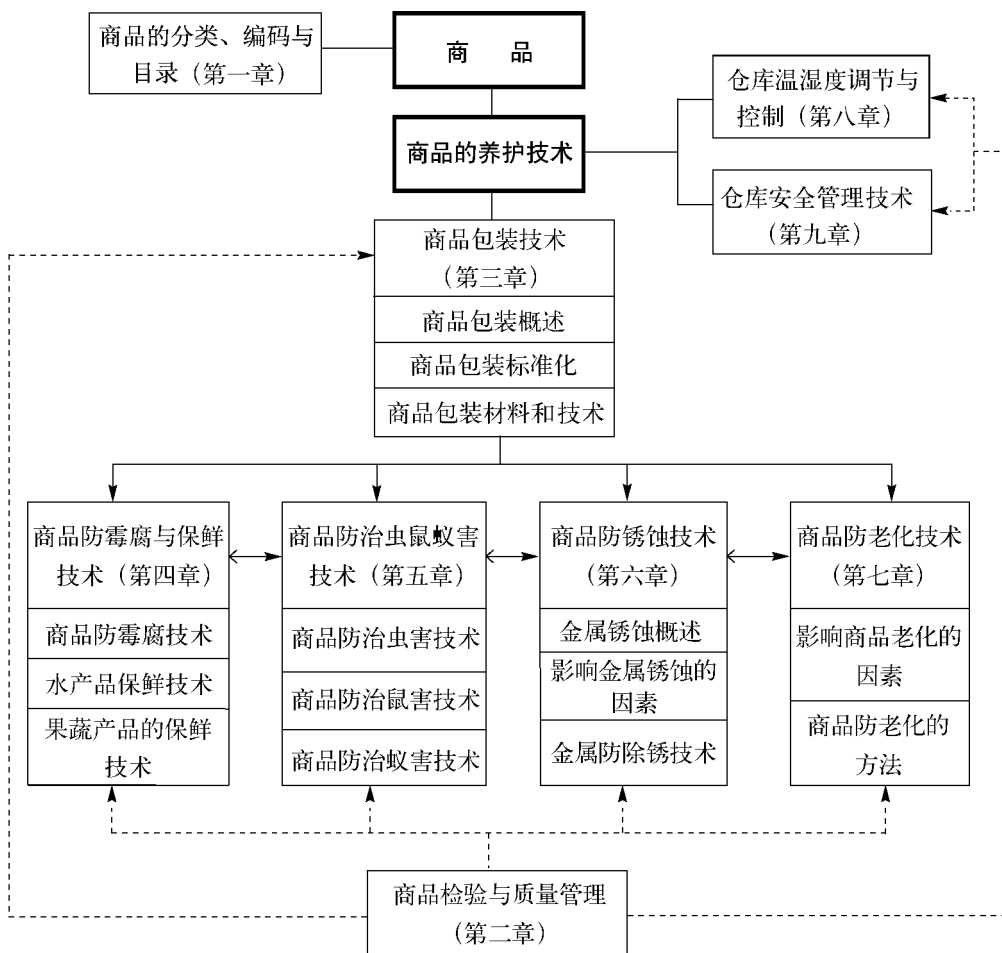 商品的分类、编码与
目录（第一章）
商　品
仓库温湿度调节与
控制（第八章）
商品的养护技术
仓库安全管理技术
（第九章）
商品包装技术
（第三章）
商品包装概述
商品包装标准化
商品包装材料和技术
商品防霉腐与保鲜
技术（第四章）
商品防霉腐技术
水产品保鲜技术
果蔬产品的保鲜
技术
商品防治虫鼠蚁害
技术（第五章）
商品防治虫害技术
商品防治鼠害技术
商品防治蚁害技术
商品防锈蚀技术
（第六章）
金属锈蚀概述
影响金属锈蚀的
因素
金属防除锈技术
商品防老化技术
（第七章）
影响商品老化的
因素
商品防老化的
方法
商品检验与质量管理
（第二章）